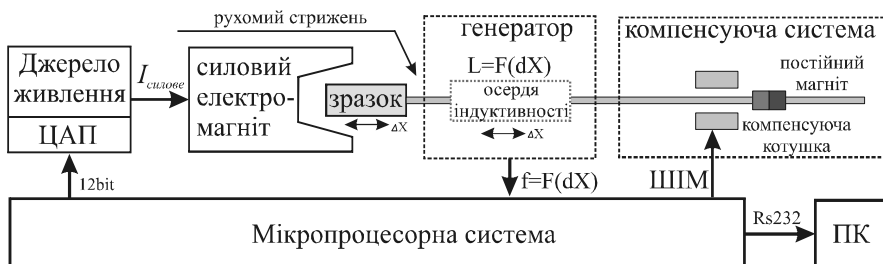 рухомий стрижень
генератор
компенсуюча система
Джерело
живлення
ЦАП
Iсилове
силовий
електро-
магніт
зразок
ΔX
L=F(dX)
осердя
індуктивності
ΔX
постійний
магніт
компенсуюча
котушка
12bit
f=F(dX)
ШІМ
Мікропроцесорна система
Rs232
ПК